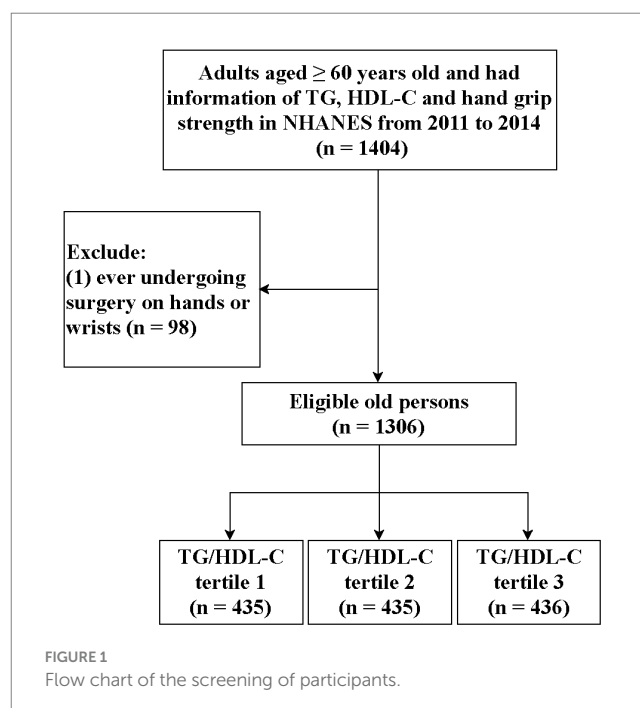 Adults aged ≥ 60 years old and had
information of TG, HDL-C and hand grip
strength in NHANES from 2011 to 2014
(n = 1404)
Exclude:
(1) ever undergoing
surgery on hands or
wrists (n = 98)
Eligible old persons
(n = 1306)
TG/HDL-C
tertile 1
(n = 435)
TG/HDL-C
tertile 2
(n = 435)
TG/HDL-C
tertile 3
(n = 436)
FIGURE 1
Flow chart of the screening of participants.